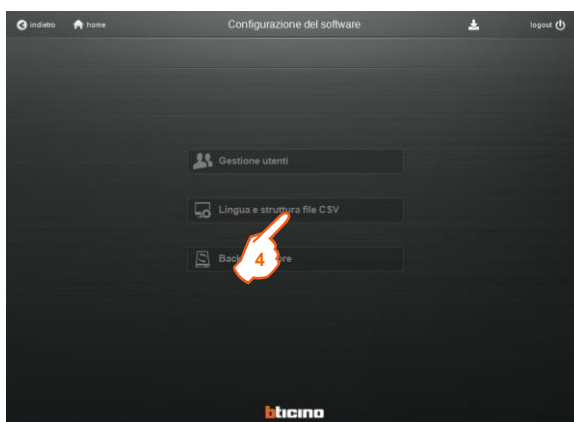 indietro home Configurazione del software logout
Gestione utenti
Lingua e struttura file CSV
4
bticino